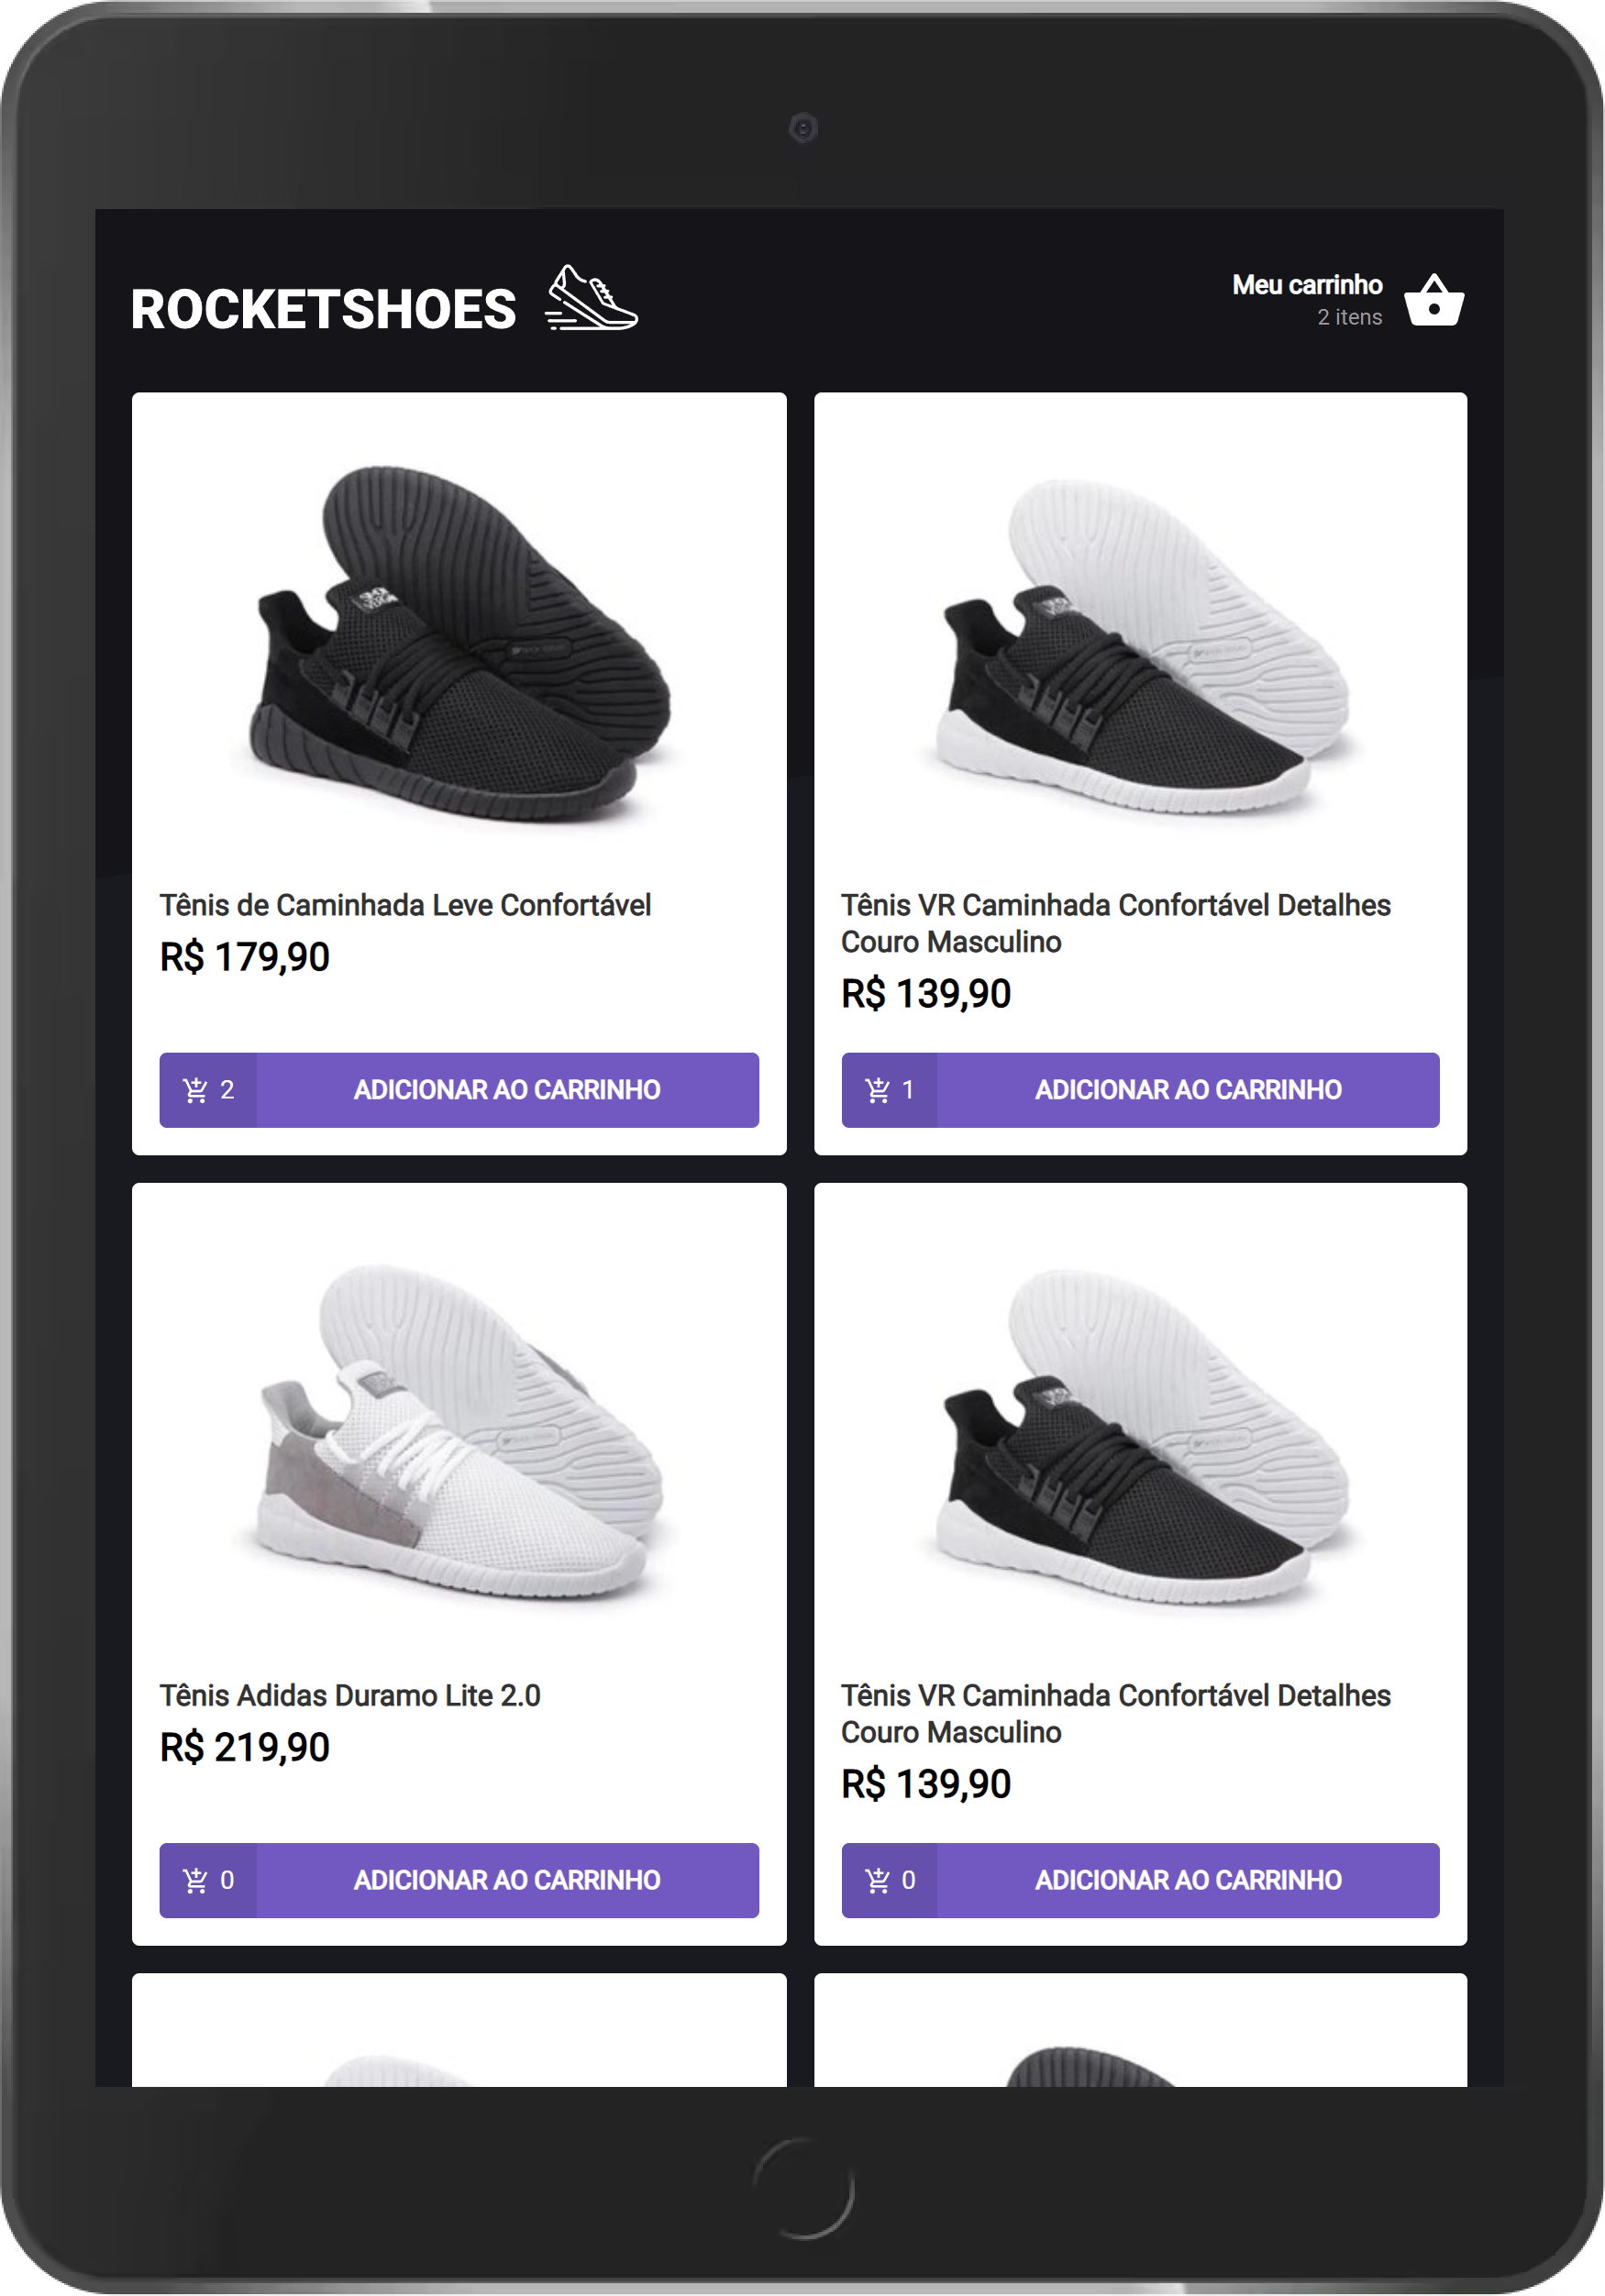 ROCKETSHOES
Meu carrinho
2 itens
Tênis de Caminhada Leve Confortável
R$ 179,90
2 ADICIONAR AO CARRINHO
Tênis VR Caminhada Confortável Detalhes
Couro Masculino
R$ 139,90
1 ADICIONAR AO CARRINHO
Tênis Adidas Duramo Lite 2.0
R$ 219,90
0 ADICIONAR AO CARRINHO
Tênis VR Caminhada Confortável Detalhes
Couro Masculino
R$ 139,90
0 ADICIONAR AO CARRINHO